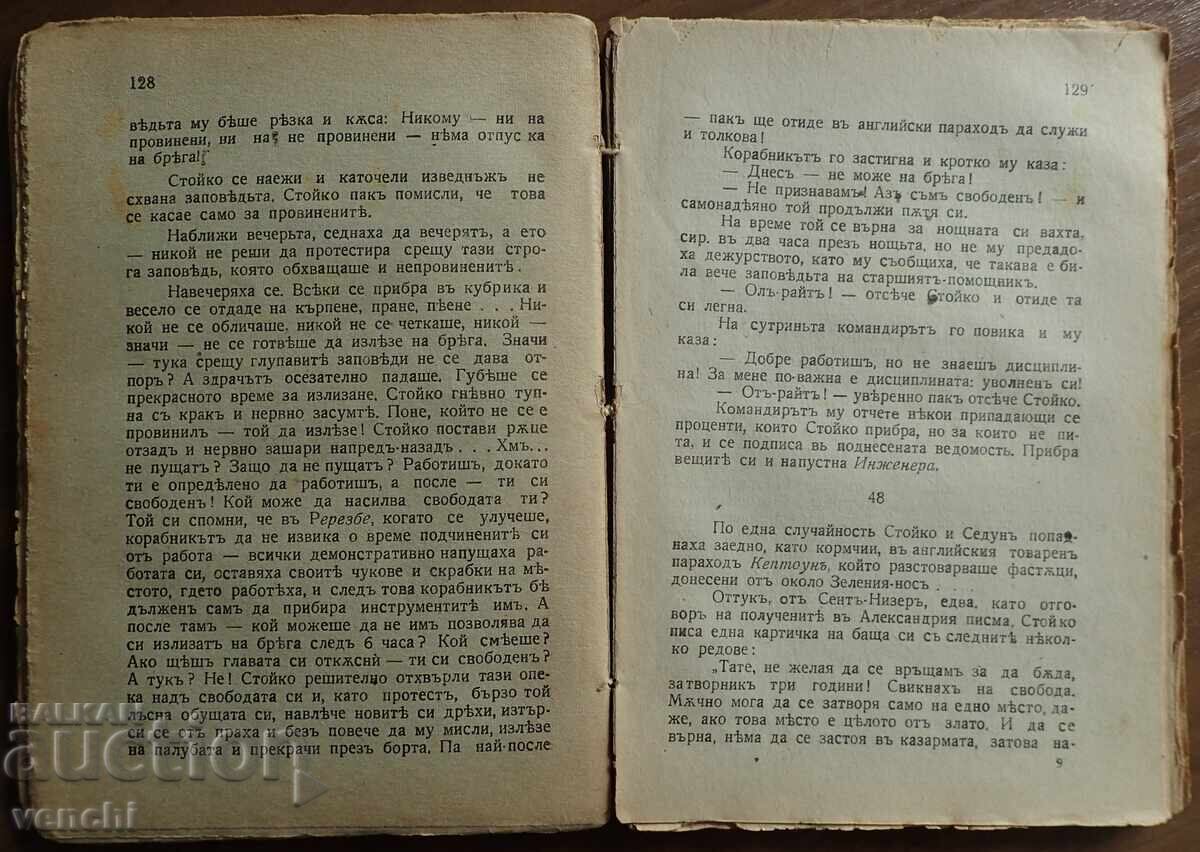 128
вѣдьта му бѣше рѣзка и кѫса: Никому — ни на
провинени, ни на не провинени — нѣма отпус ка
на брѣга!
Стойко се наежи и каточели изведнъжъ не
схвана заповѣдьта. Стойко пакъ помисли, че това
се касае само за провиненитѣ.
Наближи вечерьта, седнаха да вечерятъ, а ето
— никой не реши да протестира срещу тази стро-
га заповѣдь, която обхващаше и непровиненитѣ.
Навечеряха се. Всѣки се прибра въ кубрика и
весело се отдаде на кърпене, пране, пѣене . . . Ни-
кой не се обличаше, никой не се четкаше, никой —
значи — не се готвѣше да излѣзе на брѣга. Значи
— тука срещу глупавитѣ заповѣди не се дава от-
поръ? А здрачътъ осезателно падаше. Губѣше се
прекрасното време за излизане. Стойко гнѣвно туп-
на съ кракъ и нервно засумтѣ. Поне, който не се е
провинилъ — той да излѣзе! Стойко постави рѫце
отзадъ и нервно зашари напредъ-назадъ . . . Хмъ...
не пущатъ? Защо да не пущатъ? Работишъ, докато
ти е опредѣлено да работишъ, а после — ти си
свободенъ! Кой може да насилва свободата ти?
Той си спомни, че въ Ререзбе, когато се улучеше,
корабникътъ да не извика о време подчиненитѣ си
отъ работа — всички демонстративно напущаха ра-
ботата си, оставяха своитѣ чукове и скрабки на мѣ-
стото, гдето работѣха, и следъ това корабникътъ бѣ
дълженъ самъ да прибира инструментитѣ имъ. А
после тамъ — кой можеше да не имъ позволява да
си излизатъ на брѣга следъ 6 часа? Кой смѣеше?
Ако щѣшъ главата си откѫсни — ти си свободенъ?
А тукъ? Не! Стойко решително отхвърли тази опе-
ка надъ свободата си и, като протестъ, бързо той
лъсна обущата си, навлѣче новитѣ си дрѣхи, изтър-
си се отъ праха и безъ повече да му мисли, излѣзе
на палубата и прекрачи презъ борта. Па най-после
129
— пакъ ще отиде въ английски параходъ да служи
и толкова!
Корабникътъ го застигна и кротко му каза:
— Днесъ — не може на брѣга!
— Не признавамъ! Азъ съмъ свободенъ! — и
самонадѣяно той продължи пѫтя си.
На време той се върна за нощната си вахта,
сир. въ два часа презъ нощьта, но не му предадо-
ха дежурството, като му съобщиха, че такава е би-
ла вече заповѣдьта на старшиятъ-помощникъ.
— Олъ-райтъ! — отсѣче Стойко и отиде та
си легна.
На сутриньта командирътъ го повика и му
каза:
— Добре работишъ, но не знаешъ дисципли-
на! За мене по-важна е дисциплината: уволненъ си!
— Отъ-райтъ! — увѣренно пакъ отсѣче Стойко.
Командирътъ му отчете нѣкои припадающи се
проценти, които Стойко прибра, но за които не пи-
та, и се подписа въ поднесената ведомость. Прибра
вещитѣ си и напустна Инженера.
48
По една случайность Стойко и Седунъ попад-
наха заедно, като кормчии, въ английския товаренъ
параходъ Кептоунъ, който разстоварваше фастѫци,
донесени отъ около Зеления-носъ . . . .
Оттукъ, отъ Сентъ-Низеръ, едва, като отго-
воръ на полученитѣ въ Александрия писма, Стойко
писа една картичка на баща си съ следнитѣ нѣкол-
ко редове:
„Тате, не желая да се връщамъ за да бѫда,
затворникъ три години! Свикнахъ на свобода.
Мѫчно мога да се затворя само на едно мѣсто, да-
же, ако това мѣсто е цѣлото отъ злато. И да се
върна, нѣма да се застоя въ казармата, затова на-
9
BALKAN
auction
venchi